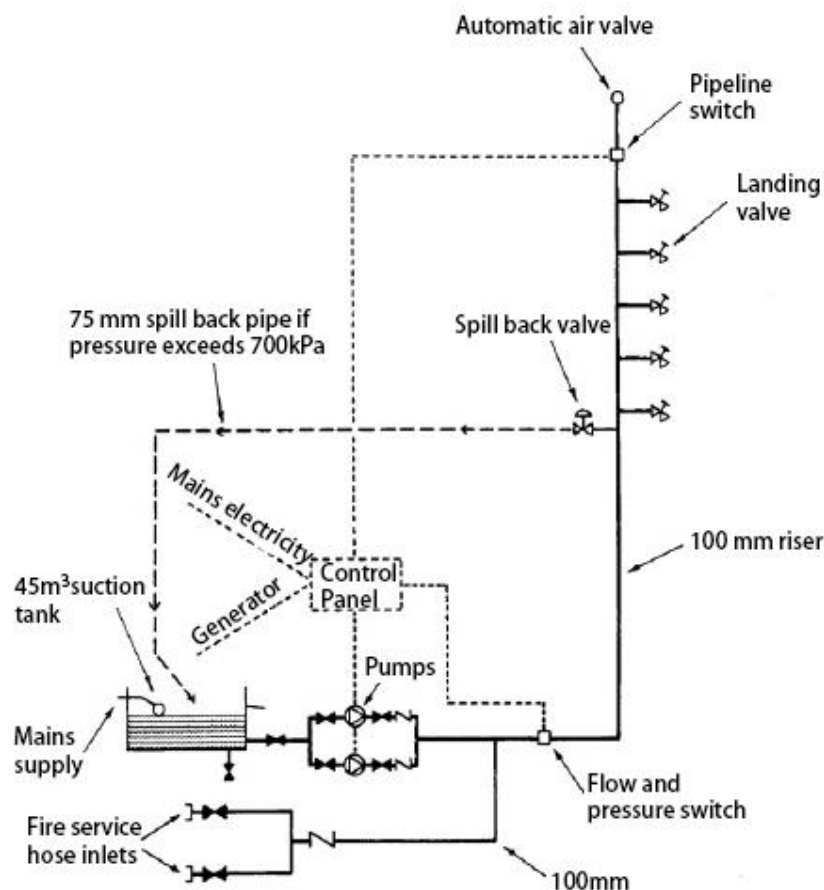 Automatic air valve
Pipeline
switch
Landing
valve
75 mm spill back pipe if
pressure exceeds 700kPa
Spill back valve
Mains electricity
100 mm riser
45m³suction
tank
Control
Panel
Generator
Pumps
Mains
supply
Flow and
pressure switch
Fire service
hose inlets
100mm